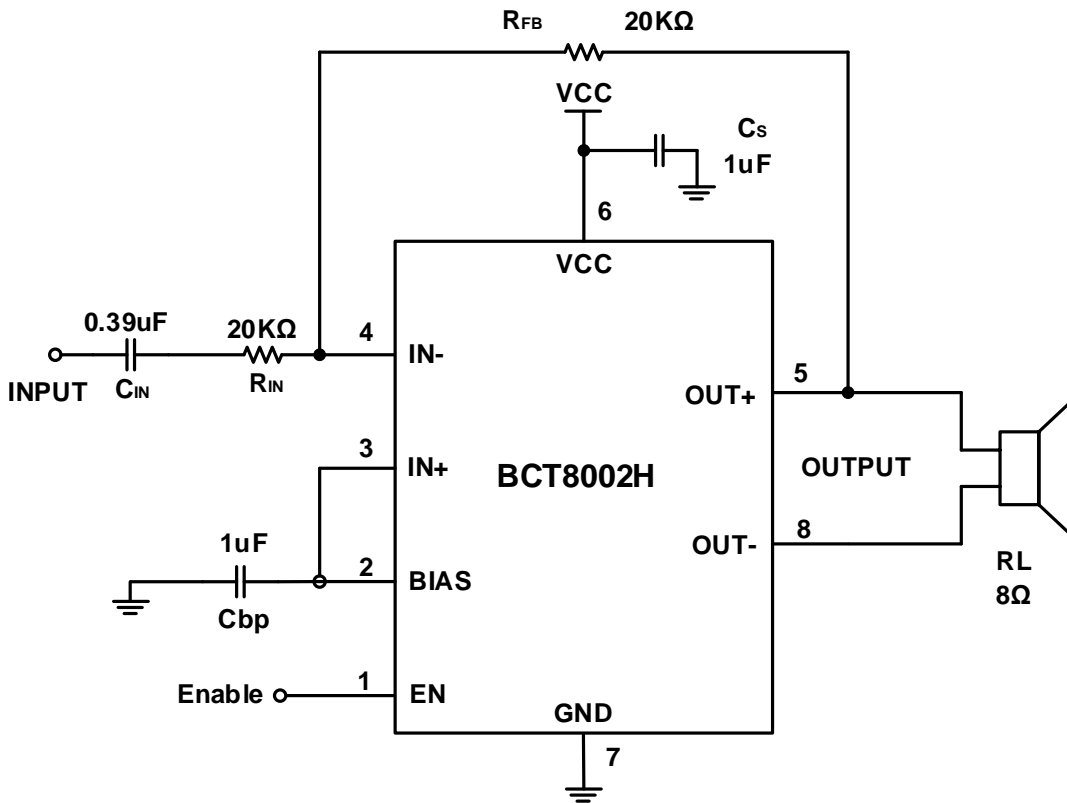 RFB 20KΩ
VCC
CS
1uF
6
VCC
0.39uF
20KΩ
4
IN-
INPUT
CIN
RIN
5
OUT+
3
IN+
BCT8002H
OUTPUT
8
OUT-
1uF
2
BIAS
Cbp
RL
8Ω
Enable
1
EN
GND
7